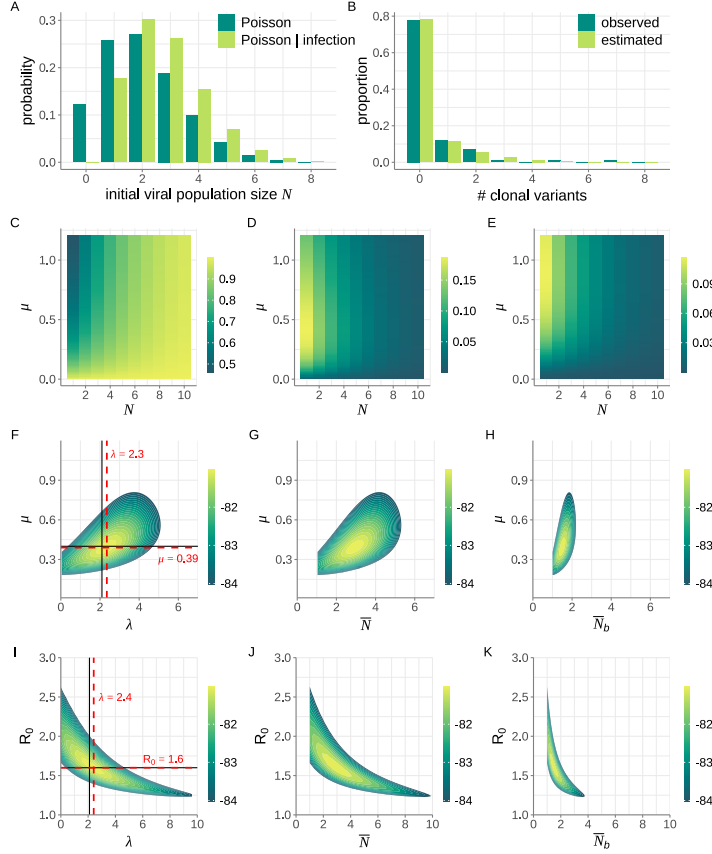 A
Poisson
Poisson | infection
probability
0.3
0.2
0.1
0.0
0 2 4 6 8
initial viral population size N
B
observed
estimated
proportion
0.8
0.4
0.0
0 2 4 6 8
# clonal variants
C
μ
1.0
0.5
0.0
2 4 6 8 10
N
0.9
0.8
0.7
0.6
0.5
D
μ
1.0
0.5
0.0
2 4 6 8 10
N
0.15
0.10
0.05
E
μ
1.0
0.5
0.0
2 4 6 8 10
N
0.09
0.06
0.03
F
μ
0.9
0.6
0.3
λ = 2.3
μ = 0.39
0 2 4 6
λ
-82
-83
-84
G
μ
0.9
0.6
0.3
0 2 4 6
N̅
-82
-83
-84
H
μ
0.9
0.6
0.3
0 2 4 6
N̅b
-82
-83
-84
I
R₀
3.0
2.5
2.0
1.5
1.0
λ = 2.4
R₀ = 1.6
0 2 4 6 8 10
λ
-82
-83
-84
J
R₀
3.0
2.5
2.0
1.5
1.0
0 2 4 6 8 10
N̅
-82
-83
-84
K
R₀
3.0
2.5
2.0
1.5
1.0
0 2 4 6 8 10
N̅b
-82
-83
-84